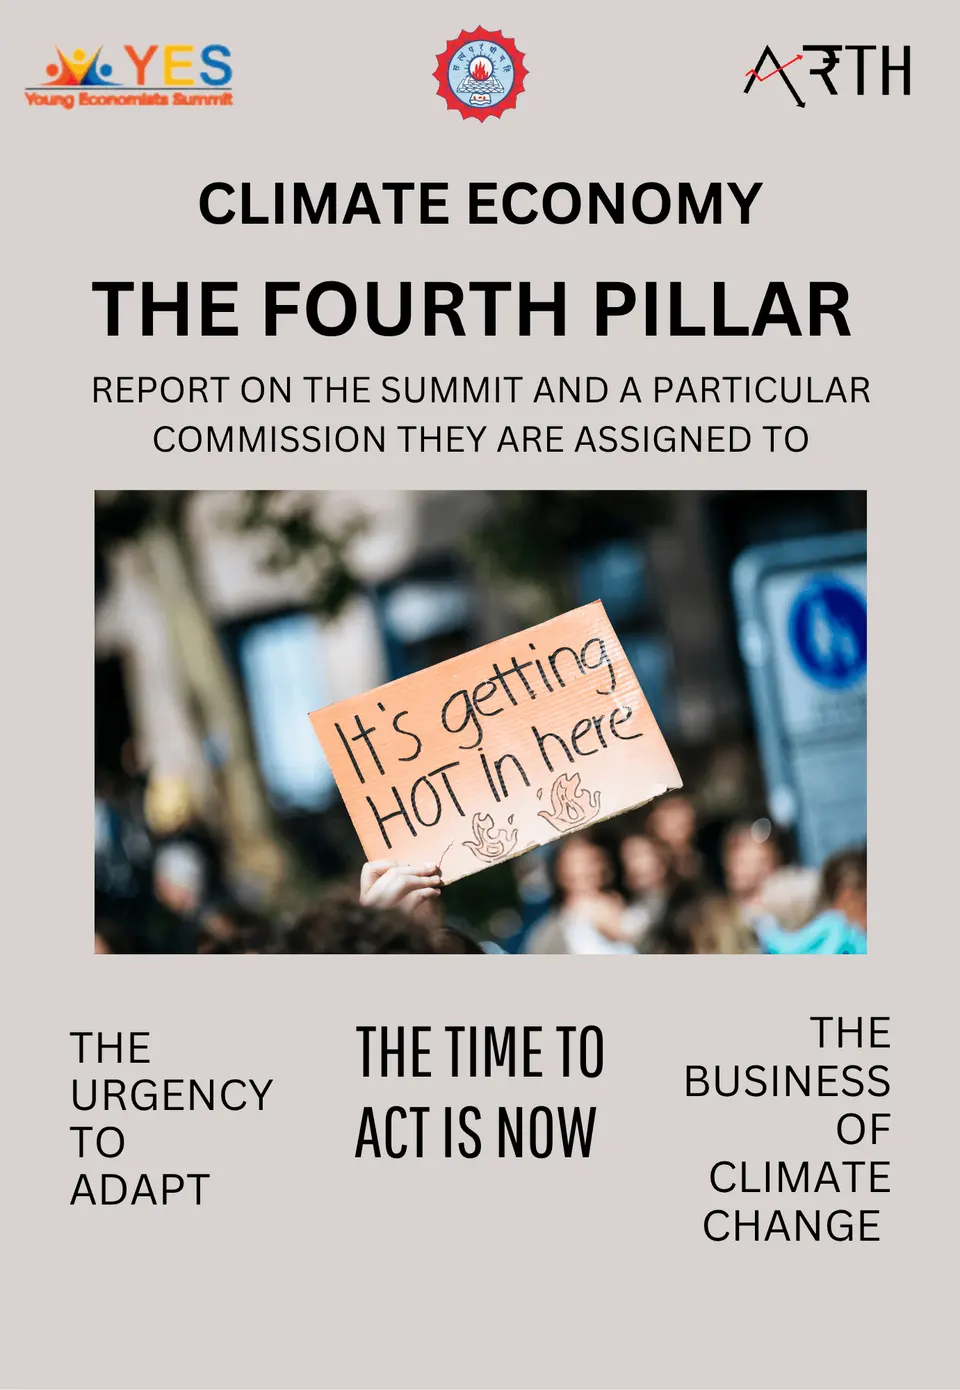 YES
Young Economists Summit
ARTH
CLIMATE ECONOMY
THE FOURTH PILLAR
REPORT ON THE SUMMIT AND A PARTICULAR
COMMISSION THEY ARE ASSIGNED TO
It's getting
HOT in here
THE
URGENCY
TO
ADAPT
THE TIME TO
ACT IS NOW
THE
BUSINESS
OF
CLIMATE
CHANGE